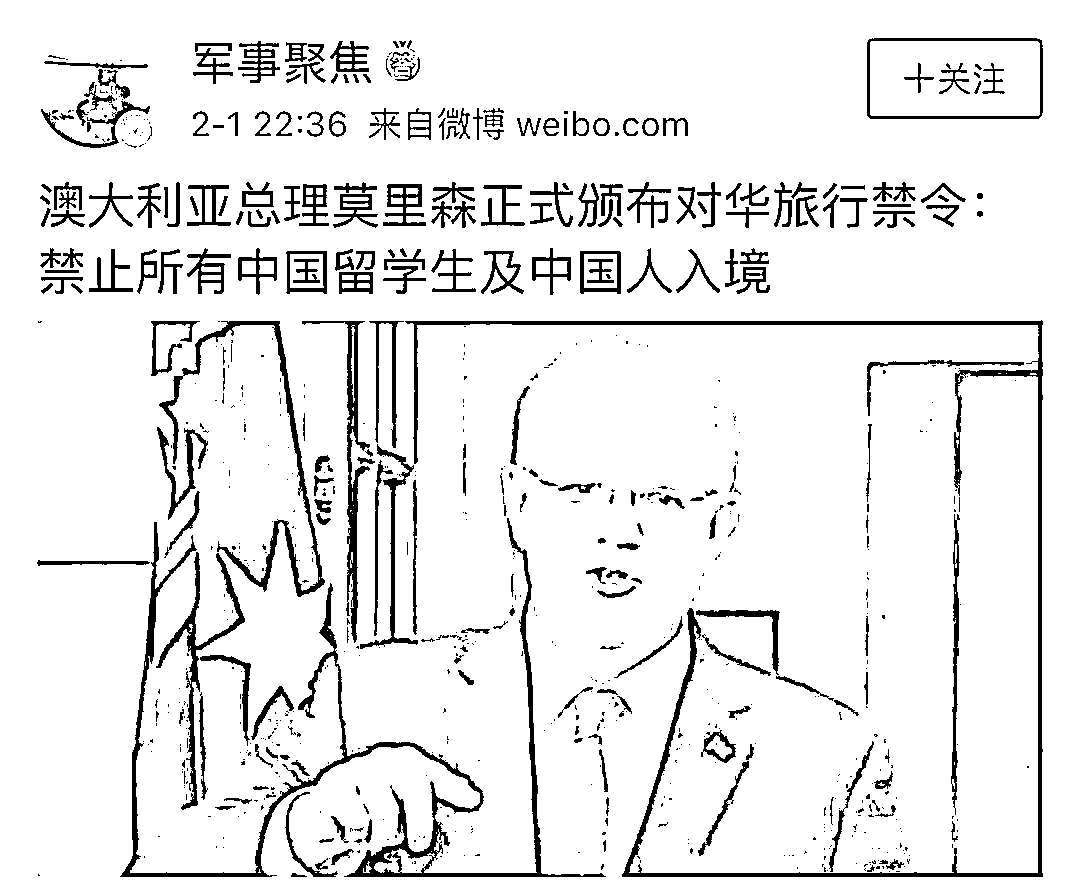 军事聚焦
+关注
2-1 22:36 来自微博 weibo.com
澳大利亚总理莫里森正式颁布对华旅行禁令：
禁止所有中国留学生及中国人入境